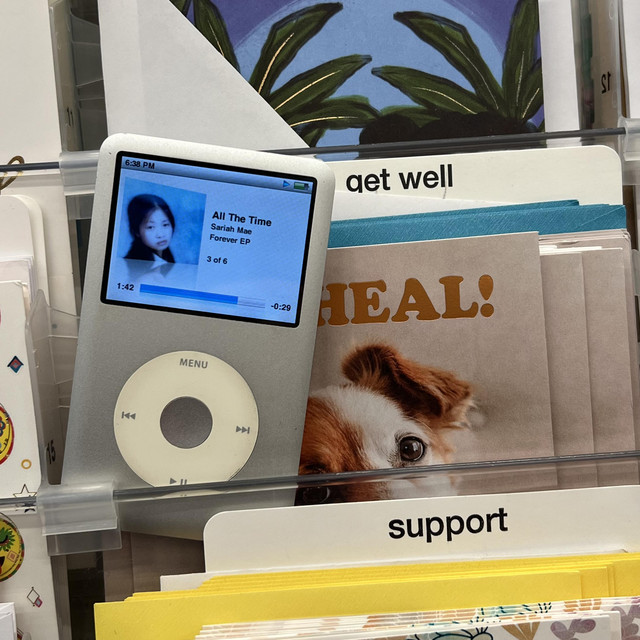 6:38 PM
All The Time
Sariah Mae
Forever EP
3 of 6
1:42
-0:29
MENU
get well
HEAL!
support
12